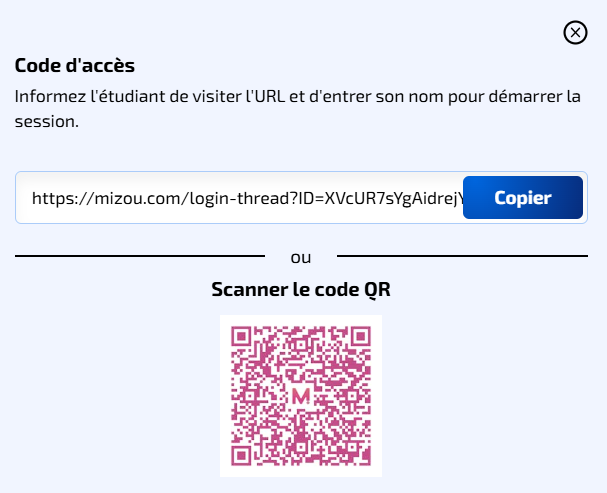 Code d'accès
Informez l'étudiant de visiter l'URL et d'entrer son nom pour démarrer la
session.
https://mizou.com/login-thread?ID=XVcUR7sYgAidrejY
Copier
ou
Scanner le code QR
M